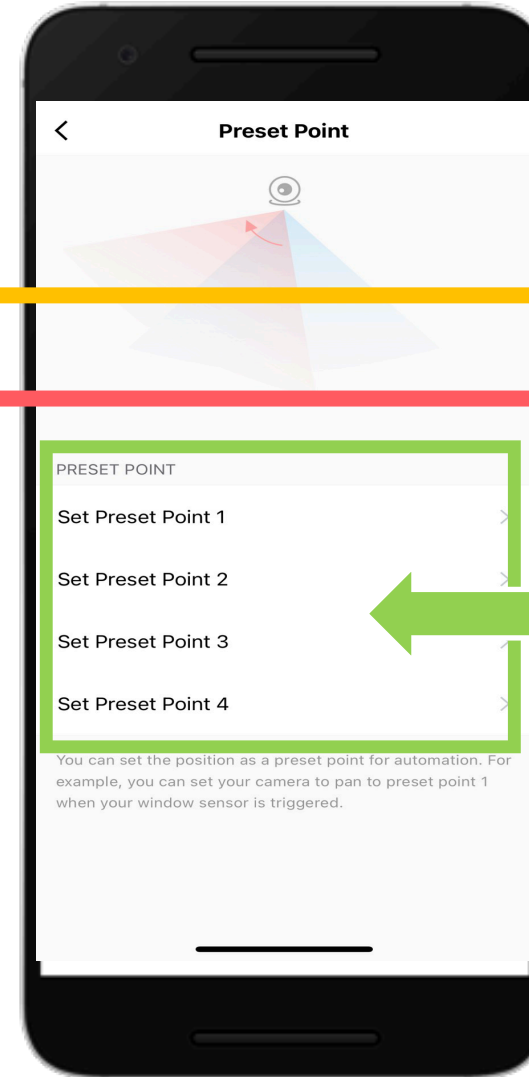 Preset Point
PRESET POINT
Set Preset Point 1
Set Preset Point 2
Set Preset Point 3
Set Preset Point 4
You can set the position as a preset point for automation. For
example, you can set your camera to pan to preset point 1
when your window sensor is triggered.